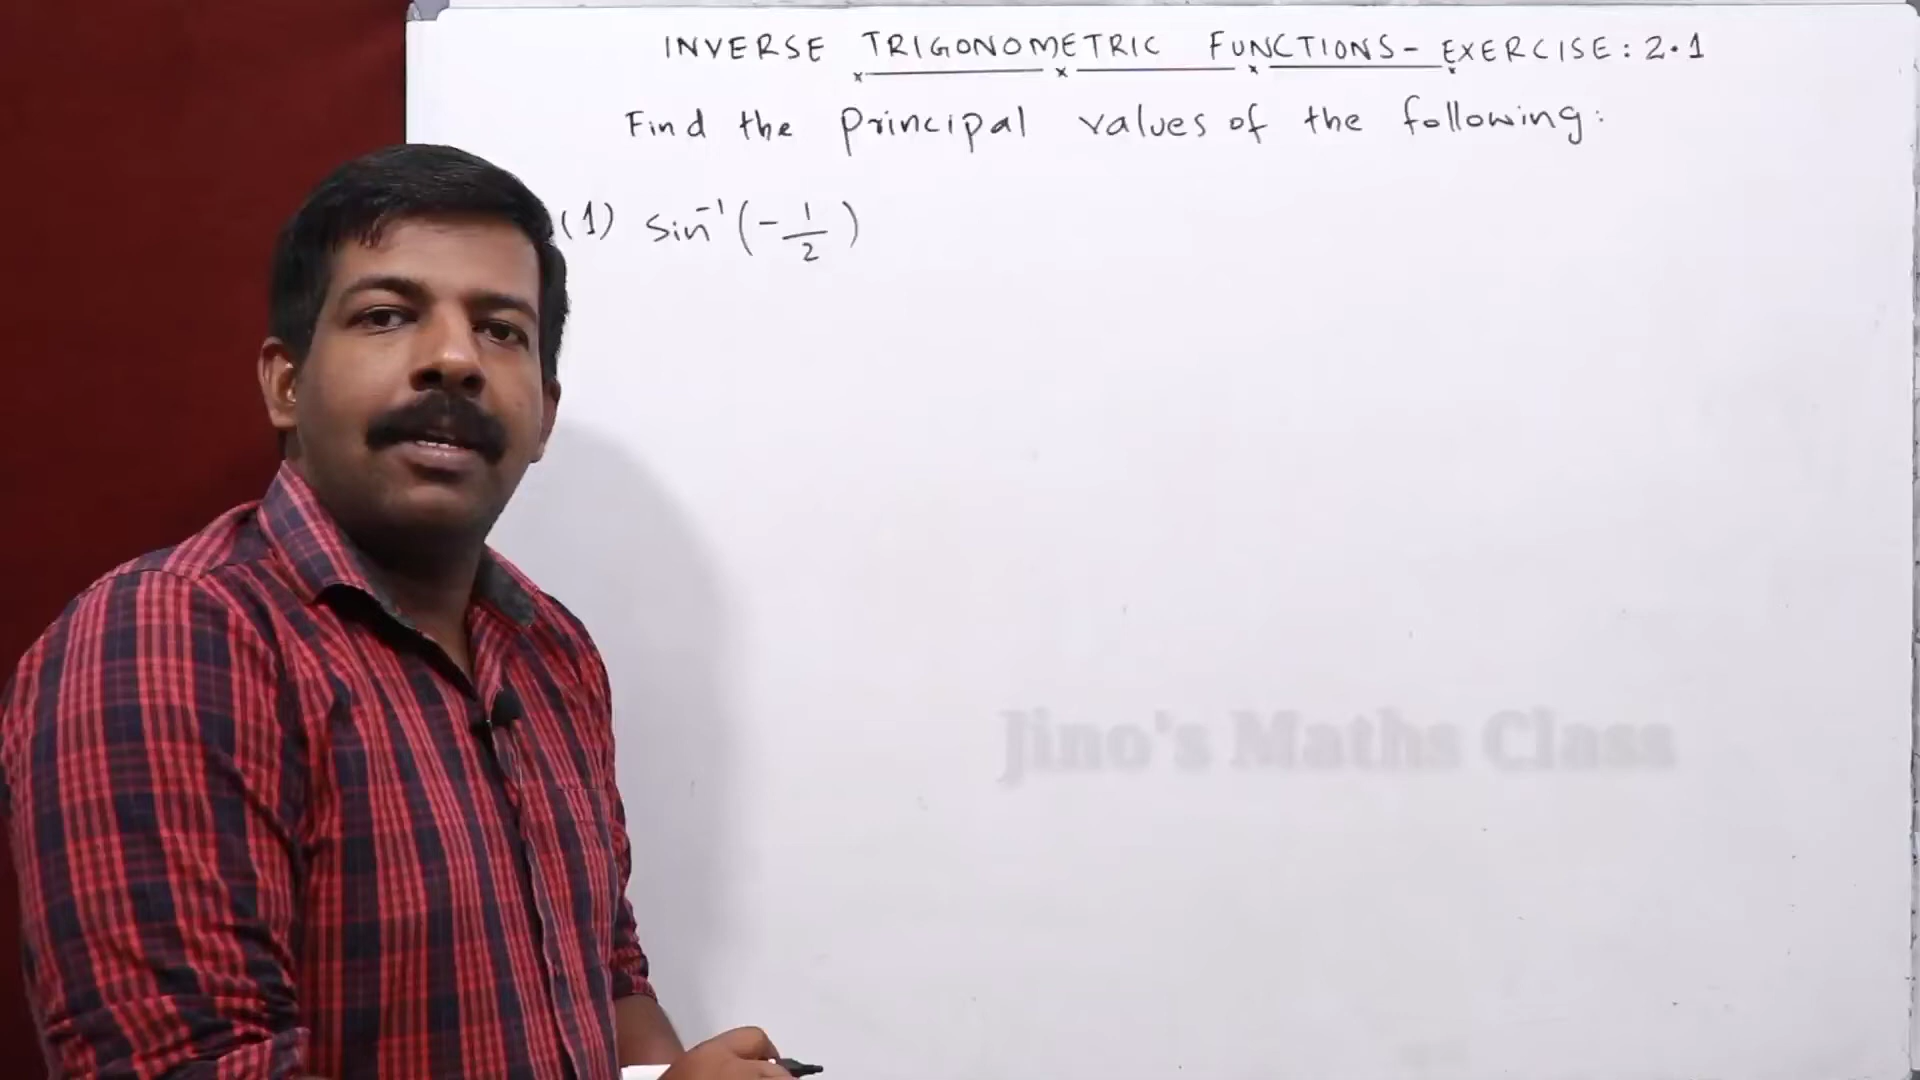 INVERSE TRIGONOMETRIC FUNCTIONS- EXERCISE: 2.1
Find the principal values of the following:
(1) Sin⁻¹(-1/2)
Jino's Maths Class